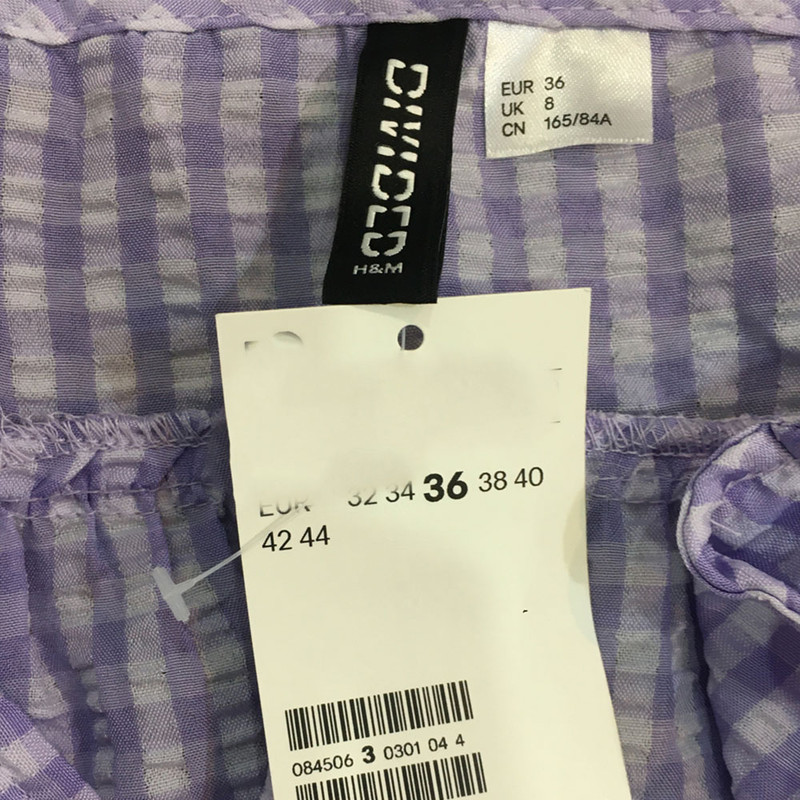 DIVIDED
H&M
EUR 36
UK 8
CN 165/84A
EUR 32 34 36 38 40
42 44
084506 3 0301 04 4